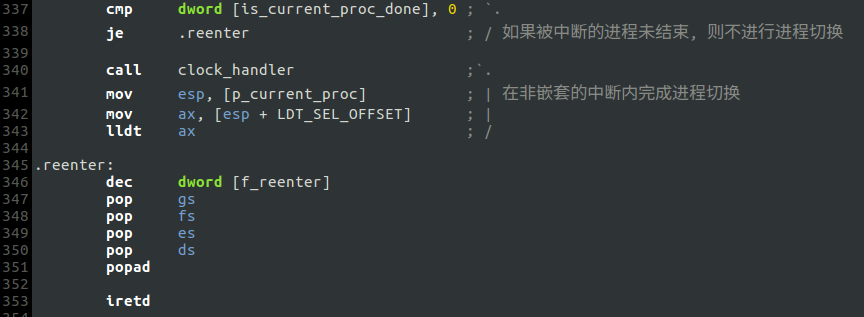 337 cmp dword [is_current_proc_done], 0 ; `.
338 je .reenter ; / 如果被中断的进程未结束, 则不进行进程切换
339
340 call clock_handler ;`.
341 mov esp, [p_current_proc] ; | 在非嵌套的中断内完成进程切换
342 mov ax, [esp + LDT_SEL_OFFSET] ; |
343 lldt ax ; /
344
345 .reenter:
346 dec dword [f_reenter]
347 pop gs
348 pop fs
349 pop es
350 pop ds
351 popad
352
353 iretd